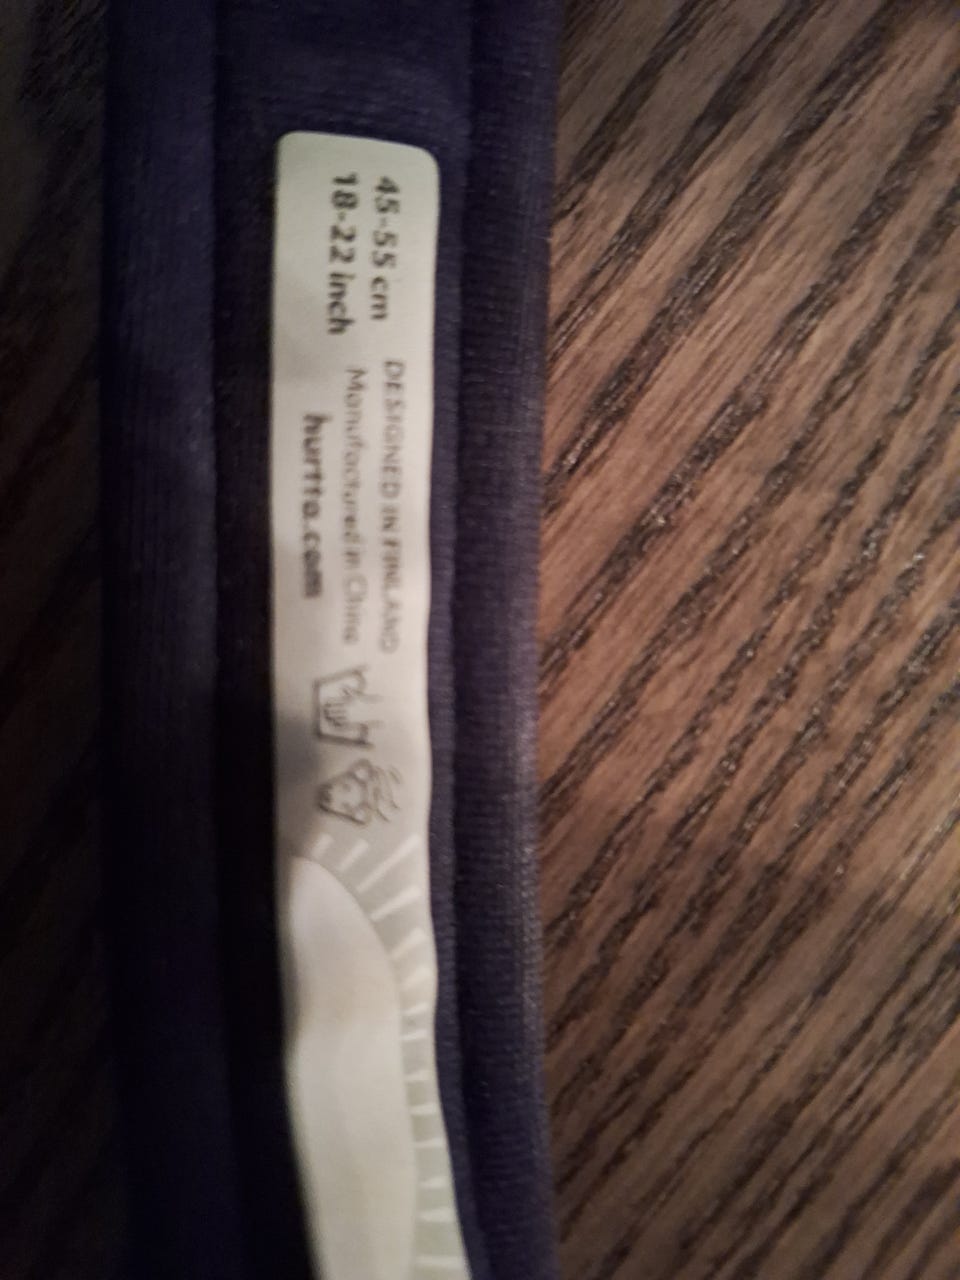 45-55 cm
18-22 inch
DESIGNED IN FINLAND
Manufactured in China
hurtta.com